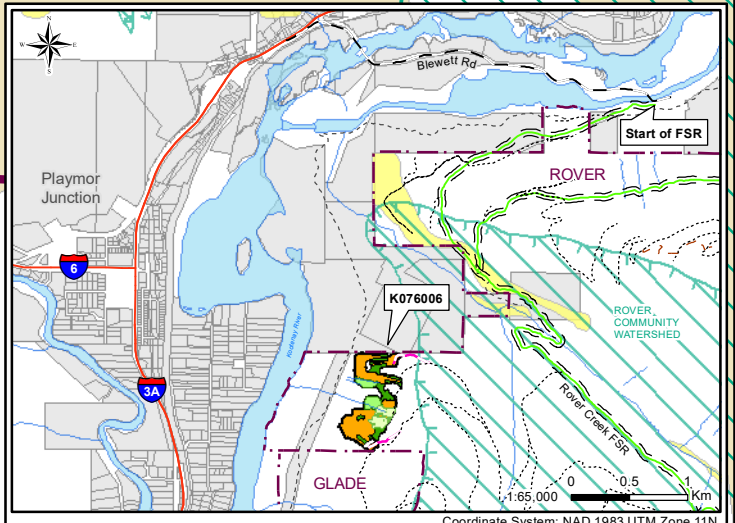 N
W E
S
Blewett Rd
Start of FSR
Playmor
Junction
ROVER
6
K076006
ROVER
COMMUNITY
WATERSHED
Kootenay River
3A
Rover Creek FSR
GLADE
0 0.5 1
1:65,000 Km
Coordinate System: NAD 1983 UTM Zone 11N